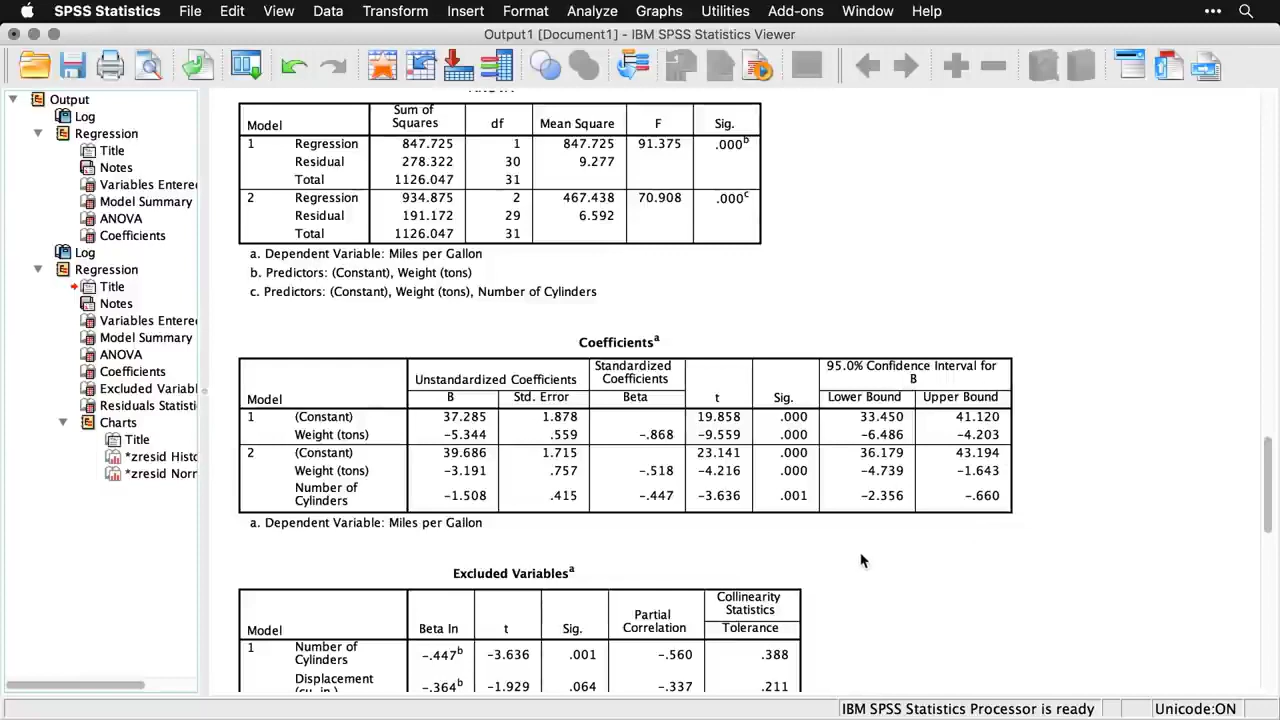 SPSS Statistics File Edit View Data Transform Insert Format Analyze Graphs Utilities Add-ons Window Help
Output1 [Document1] - IBM SPSS Statistics Viewer
Output
Log
Regression
Title
Notes
Variables Entere
Model Summary
ANOVA
Coefficients
Log
Regression
Title
Notes
Variables Entere
Model Summary
ANOVA
Coefficients
Excluded Variabl
Residuals Statisti
Charts
Title
*zresid Histo
*zresid Norr
Model Sum of Squares df Mean Square F Sig.
1 Regression 847.725 1 847.725 91.375 .000b
Residual 278.322 30 9.277
Total 1126.047 31
2 Regression 934.875 2 467.438 70.908 .000c
Residual 191.172 29 6.592
Total 1126.047 31
a. Dependent Variable: Miles per Gallon
b. Predictors: (Constant), Weight (tons)
c. Predictors: (Constant), Weight (tons), Number of Cylinders
Coefficientsa
Model Unstandardized Coefficients Standardized Coefficients t Sig. 95.0% Confidence Interval for B
B Std. Error Beta Lower Bound Upper Bound
1 (Constant) 37.285 1.878 19.858 .000 33.450 41.120
Weight (tons) -5.344 .559 -.868 -9.559 .000 -6.486 -4.203
2 (Constant) 39.686 1.715 23.141 .000 36.179 43.194
Weight (tons) -3.191 .757 -.518 -4.216 .000 -4.739 -1.643
Number of Cylinders -1.508 .415 -.447 -3.636 .001 -2.356 -.660
a. Dependent Variable: Miles per Gallon
Excluded Variablesa
Model Beta In t Sig. Partial Correlation Collinearity Statistics
Tolerance
1 Number of Cylinders -.447b -3.636 .001 -.560 .388
Displacement (cu. in.) -.364b -1.929 .064 -.337 .211
IBM SPSS Statistics Processor is ready Unicode:ON